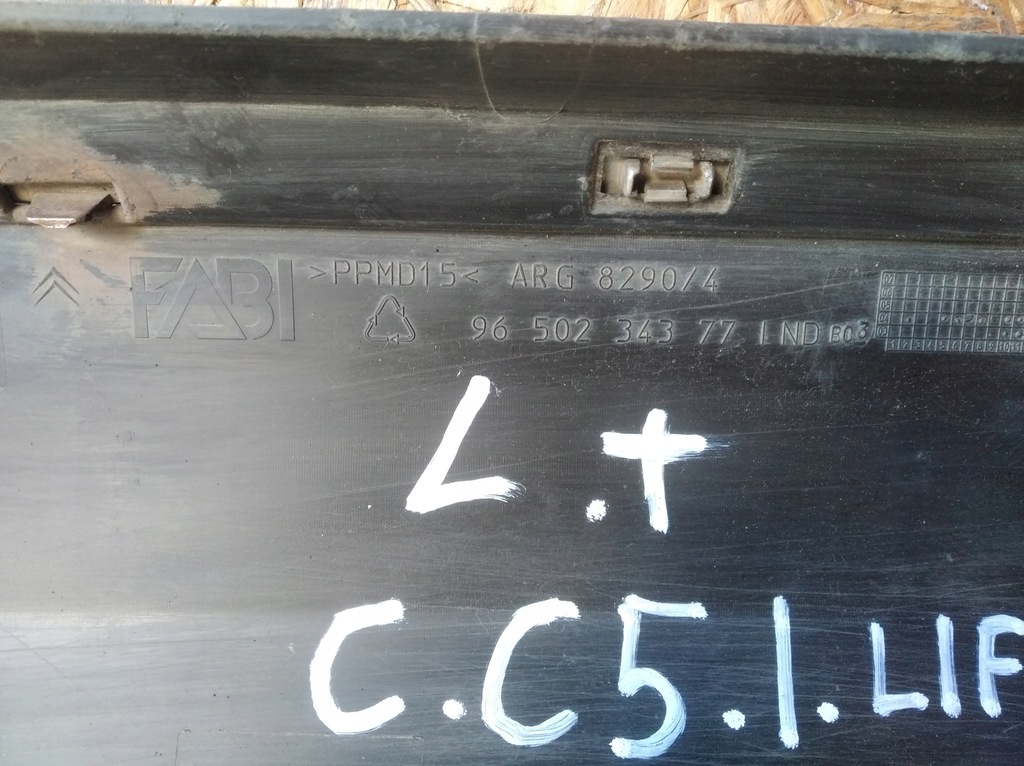 FABI >PPMD15< ARG 8290/4
96 502 343 77 IND B03
L.+
C.C5.I.LIF